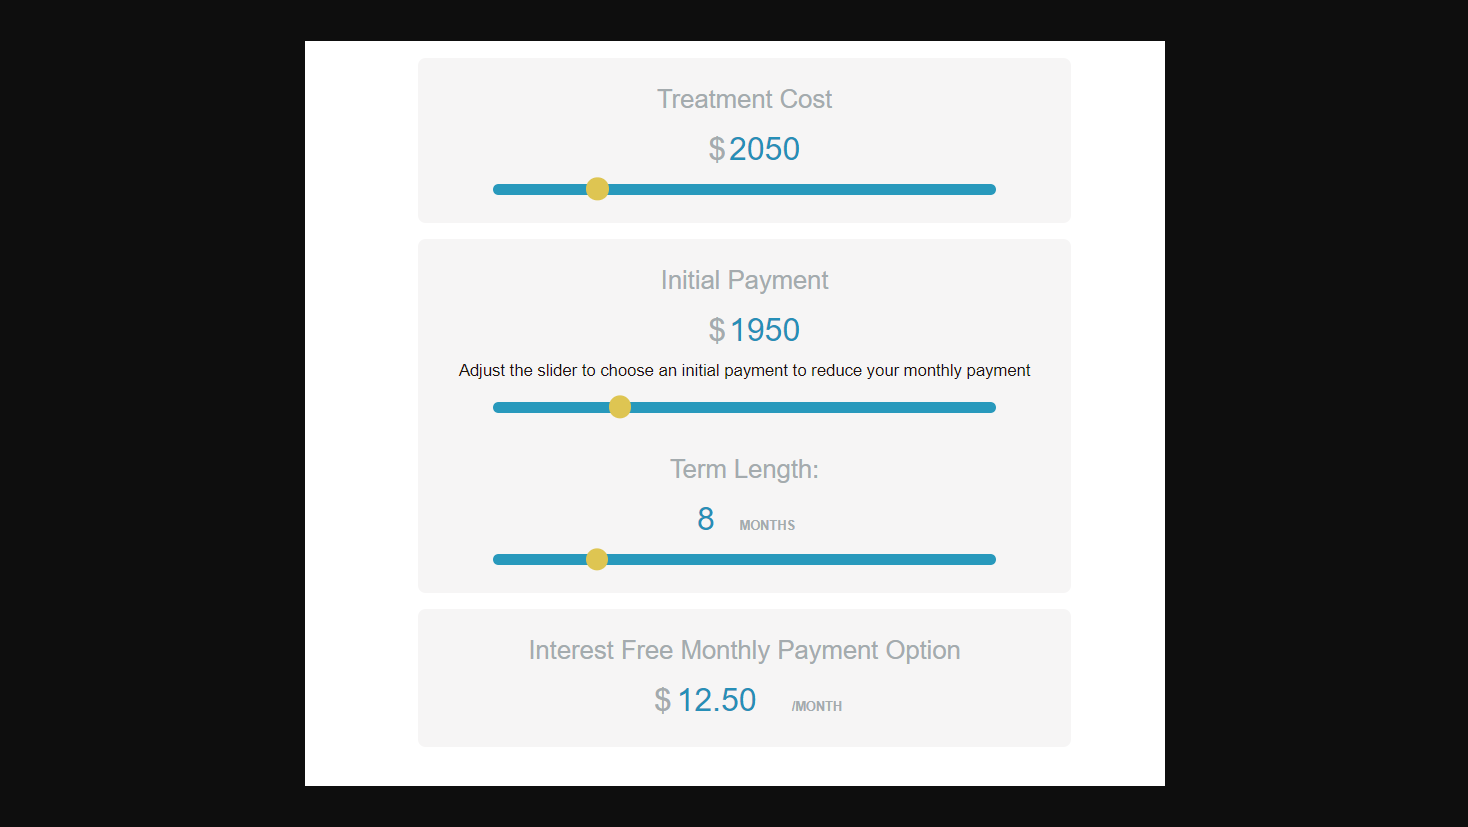 Treatment Cost
$ 2050
Initial Payment
$ 1950
Adjust the slider to choose an initial payment to reduce your monthly payment
Term Length:
8 MONTHS
Interest Free Monthly Payment Option
$ 12.50 /MONTH